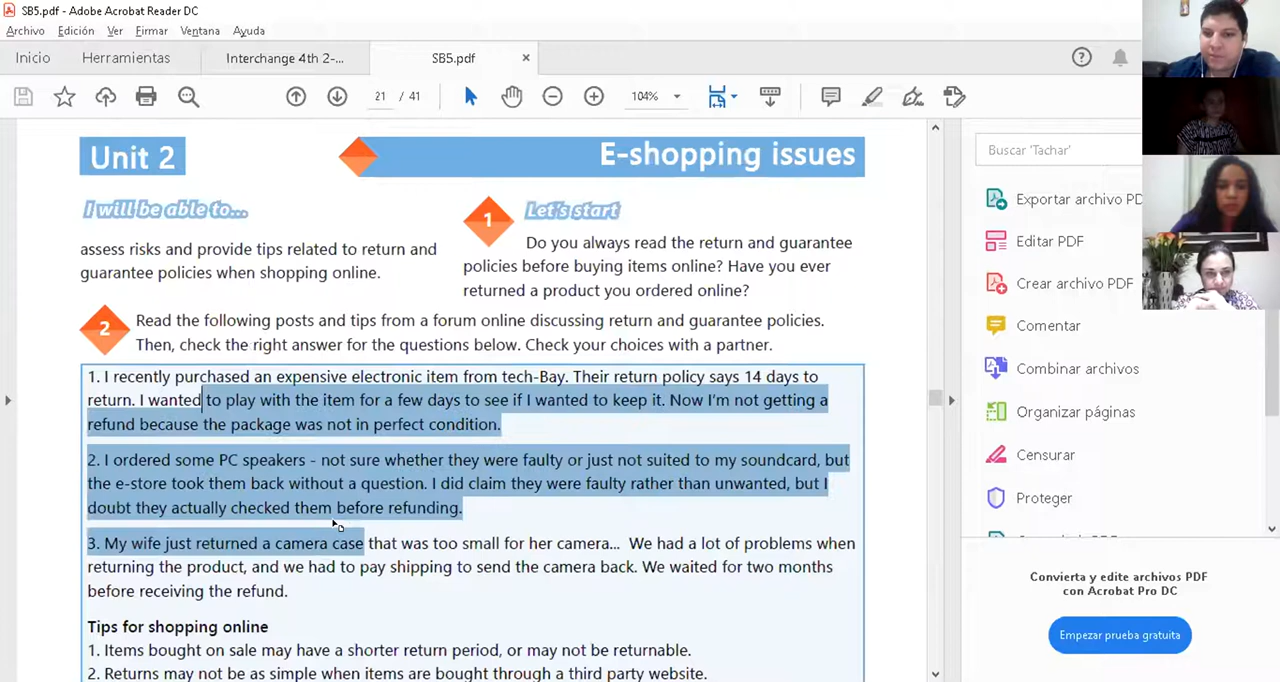 SB5.pdf - Adobe Acrobat Reader DC
Archivo Edición Ver Firmar Ventana Ayuda
Inicio Herramientas Interchange 4th 2-... SB5.pdf ×
21 / 41 104%
Unit 2 E-shopping issues
I will be able to...
assess risks and provide tips related to return and
guarantee policies when shopping online.
1 Let's start
Do you always read the return and guarantee
policies before buying items online? Have you ever
returned a product you ordered online?
2 Read the following posts and tips from a forum online discussing return and guarantee policies.
Then, check the right answer for the questions below. Check your choices with a partner.
1. I recently purchased an expensive electronic item from tech-Bay. Their return policy says 14 days to
return. I wanted to play with the item for a few days to see if I wanted to keep it. Now I'm not getting a
refund because the package was not in perfect condition.
2. I ordered some PC speakers - not sure whether they were faulty or just not suited to my soundcard, but
the e-store took them back without a question. I did claim they were faulty rather than unwanted, but I
doubt they actually checked them before refunding.
3. My wife just returned a camera case that was too small for her camera... We had a lot of problems when
returning the product, and we had to pay shipping to send the camera back. We waited for two months
before receiving the refund.
Tips for shopping online
1. Items bought on sale may have a shorter return period, or may not be returnable.
2. Returns may not be as simple when items are bought through a third party website.
Buscar 'Tachar'
Exportar archivo PD
Editar PDF
Crear archivo PDF
Comentar
Combinar archivos
Organizar páginas
Censurar
Proteger
Convierta y edite archivos PDF
con Acrobat Pro DC
Empezar prueba gratuita